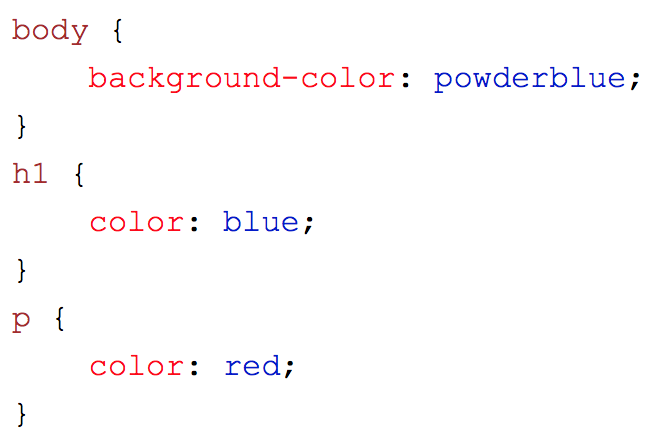 body {
    background-color: powderblue;
}
h1 {
    color: blue;
}
p {
    color: red;
}